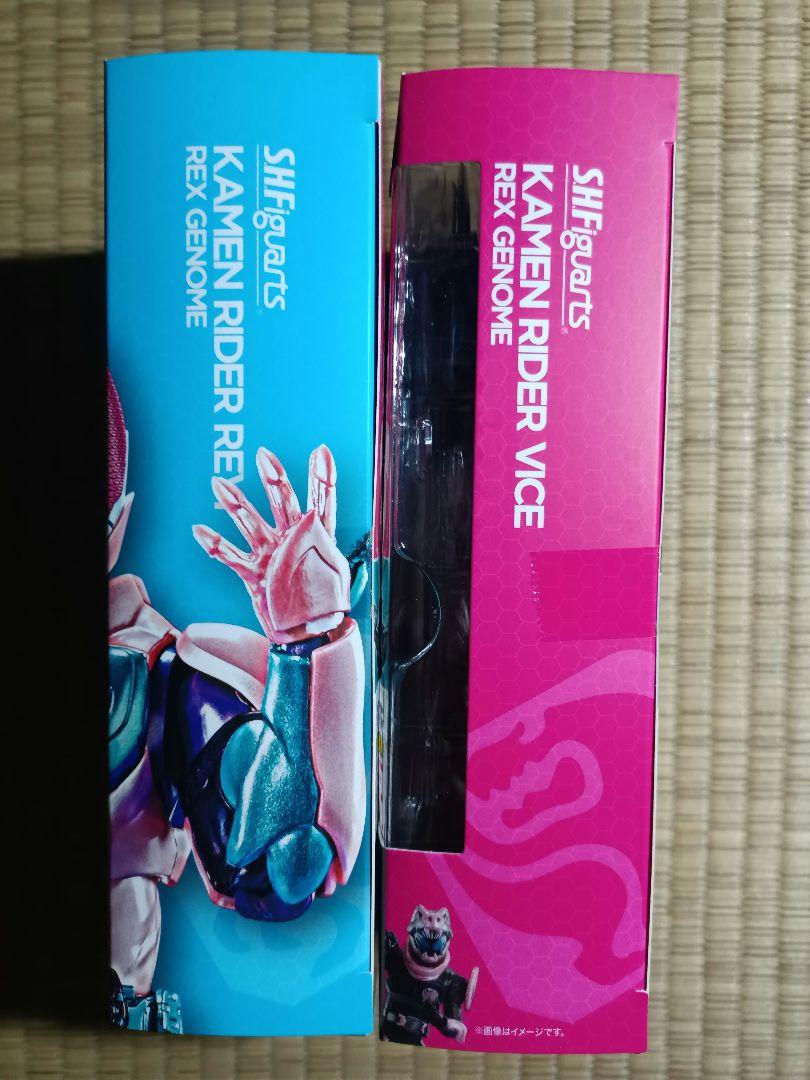 S.H.Figuarts
KAMEN RIDER REVI
REX GENOME
S.H.Figuarts
KAMEN RIDER VICE
REX GENOME
※画像はイメージです。